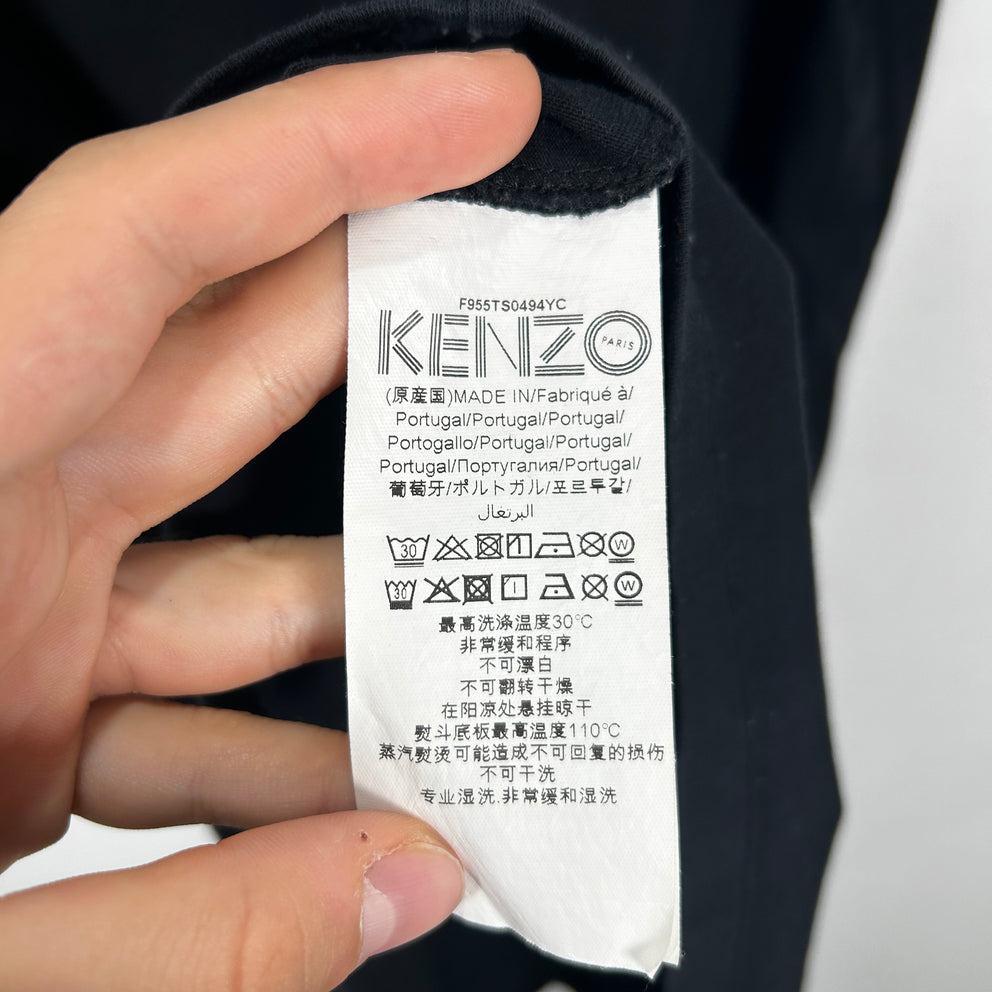 F955TS0494YC
KENZO
PARIS
(原産国)MADE IN/Fabriqué à/
Portugal/Portugal/Portugal/
Portogallo/Portugal/Portugal/
Portugal/Португалия/Portugal/
葡萄牙/ポルトガル/포르투갈/
البرتغال
30 W
30 W
最高洗涤温度30°C
非常缓和程序
不可漂白
不可翻转干燥
在阳凉处悬挂晾干
熨斗底板最高温度110°C
蒸汽熨烫可能造成不可回复的损伤
不可干洗
专业湿洗.非常缓和湿洗